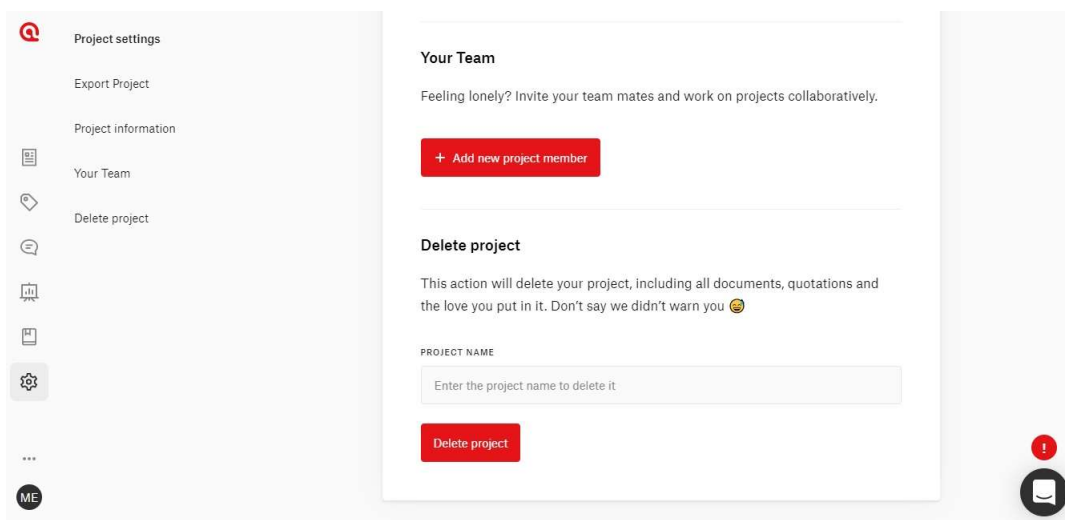 Project settings
Export Project
Project information
Your Team
Delete project
ME
Your Team
Feeling lonely? Invite your team mates and work on projects collaboratively.
+ Add new project member
Delete project
This action will delete your project, including all documents, quotations and
the love you put in it. Don’t say we didn’t warn you 😅
PROJECT NAME
Enter the project name to delete it
Delete project
!